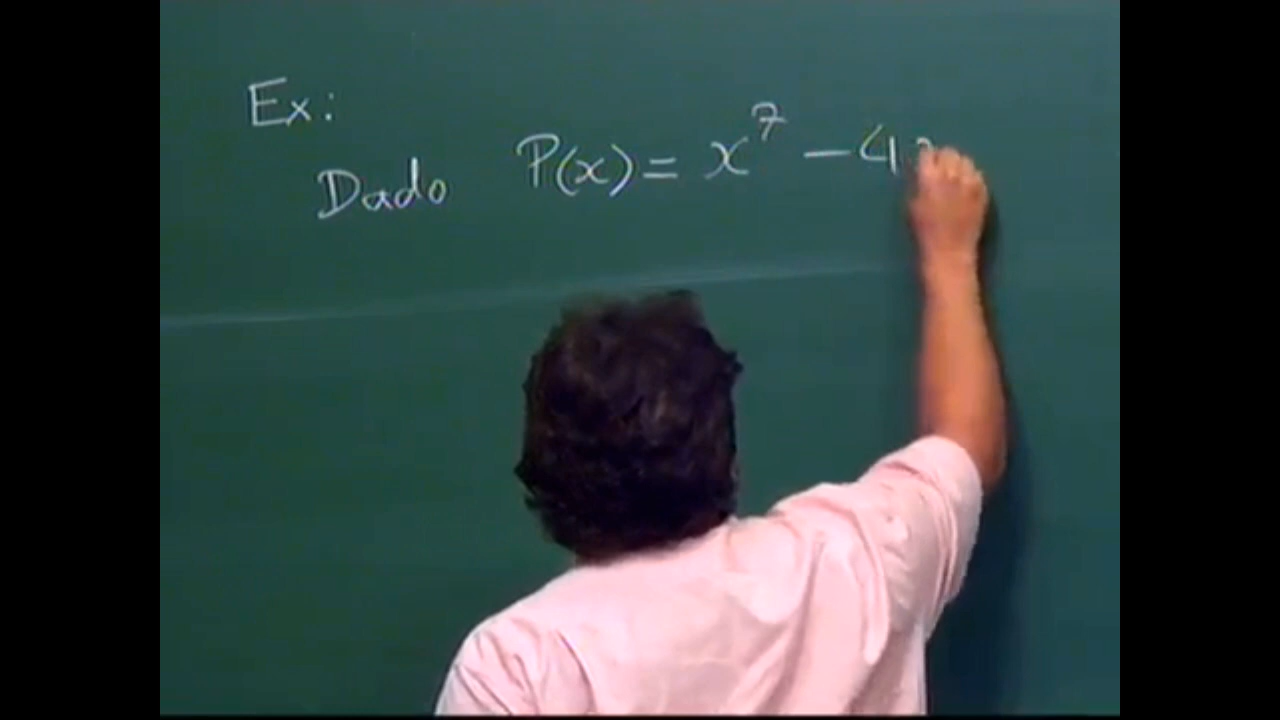 Ex:
Dado P(x) = x⁷ - 4